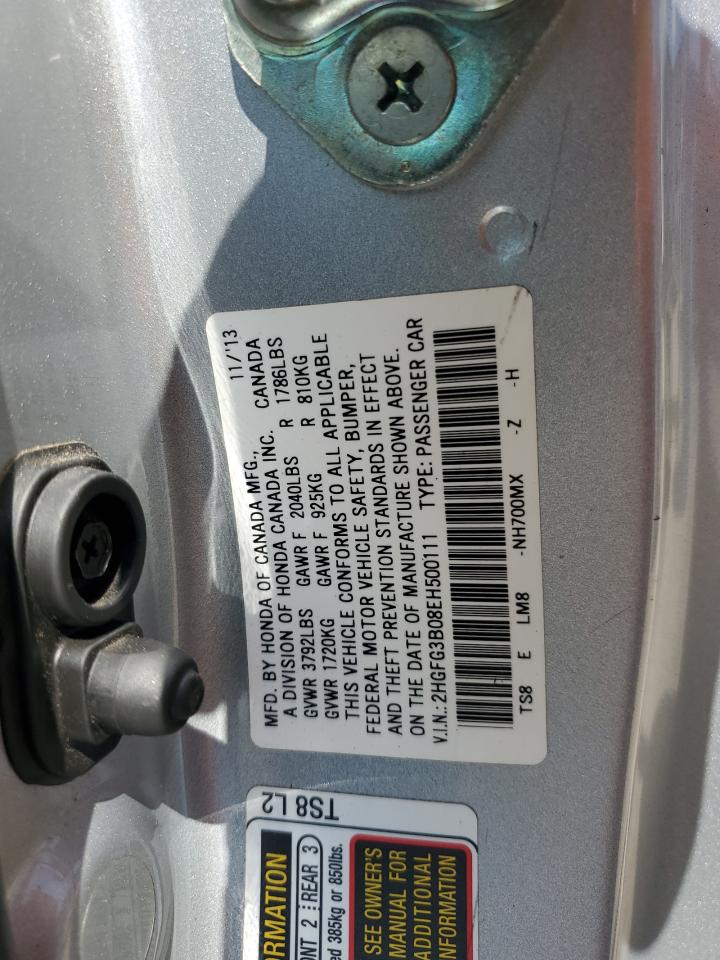 11/'13
MFD. BY HONDA OF CANADA MFG.,
A DIVISION OF HONDA CANADA INC. CANADA
GVWR 3792LBS GAWR F 2040LBS R 1786LBS
GVWR 1720KG GAWR F 925KG R 810KG
THIS VEHICLE CONFORMS TO ALL APPLICABLE
FEDERAL MOTOR VEHICLE SAFETY, BUMPER,
AND THEFT PREVENTION STANDARDS IN EFFECT
ON THE DATE OF MANUFACTURE SHOWN ABOVE.
V.I.N.: 2HGFG3B08EH500111 TYPE: PASSENGER CAR
TS8 E LM8 -NH700MX -Z -H
TS8 L2
ORMATION
ONT 2 REAR 3
ed 385kg or 850lbs.
SEE OWNER'S
MANUAL FOR
ADDITIONAL
NFORMATION